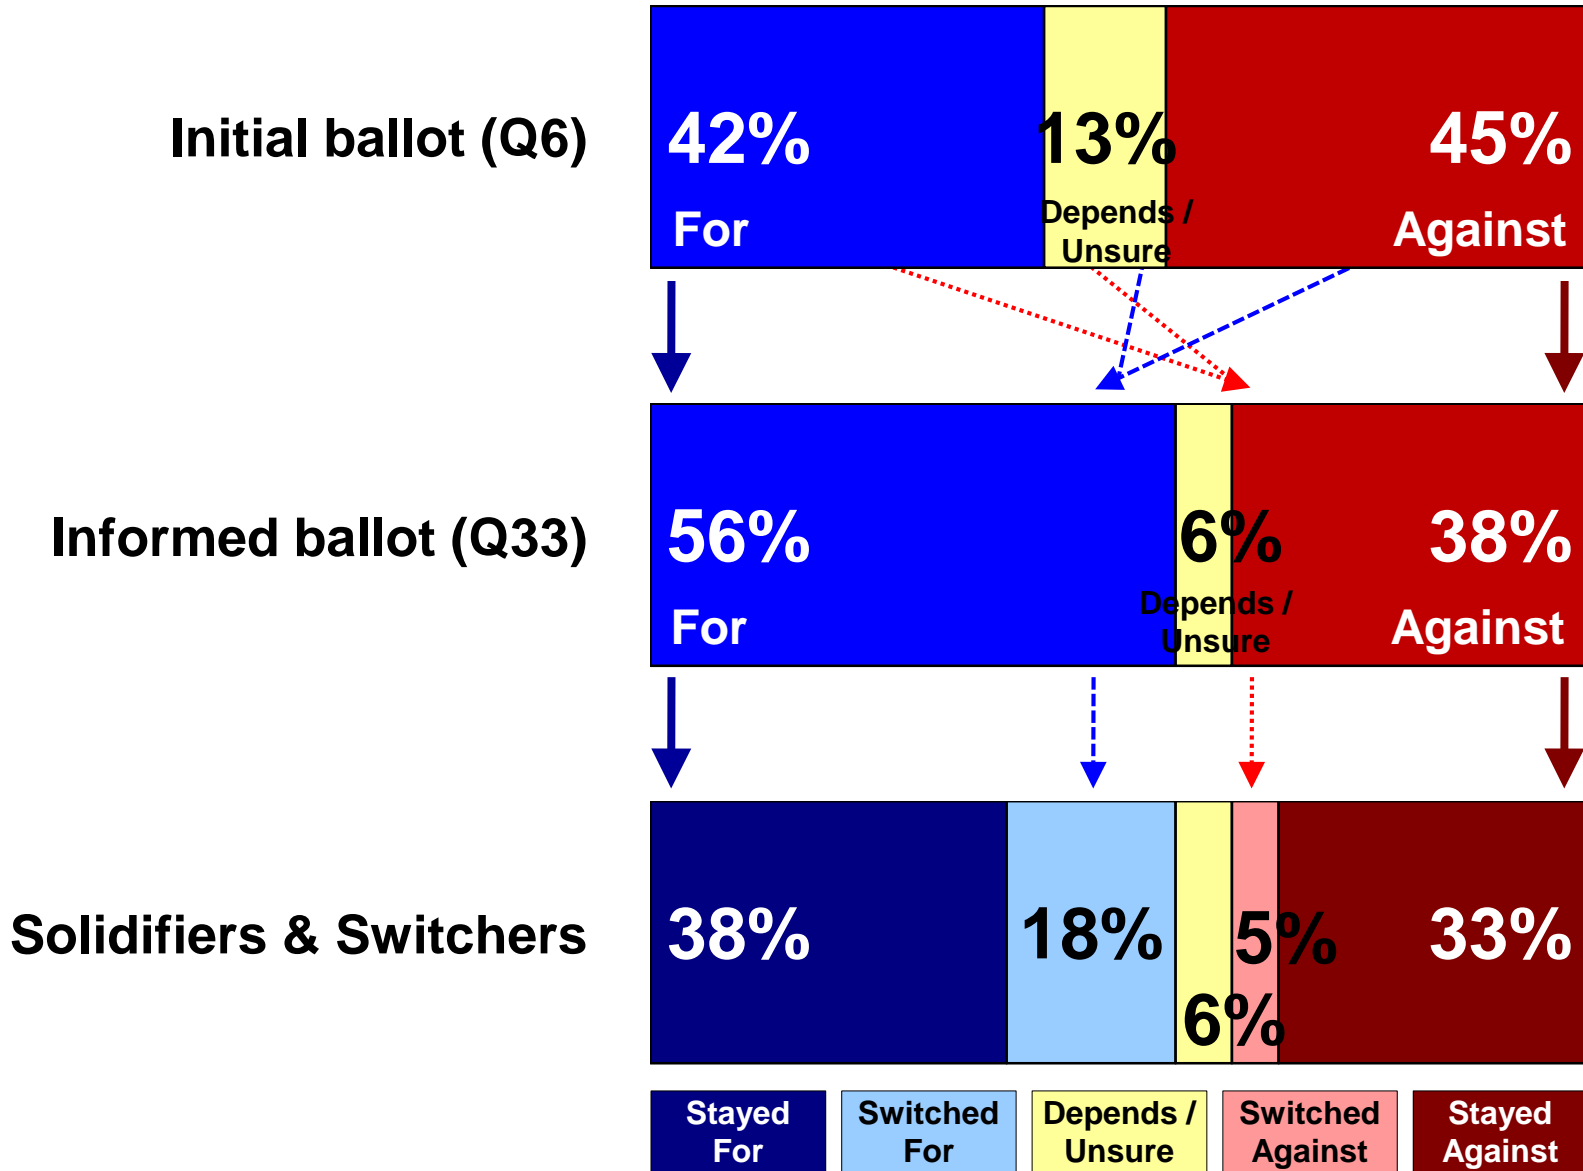 Initial ballot (Q6)
42%
13%
45%
For
Depends /
Unsure
Against
Informed ballot (Q33)
56%
6%
38%
For
Depends /
Unsure
Against
Solidifiers & Switchers
38%
18%
5%
33%
6%
Stayed
For
Switched
For
Depends /
Unsure
Switched
Against
Stayed
Against